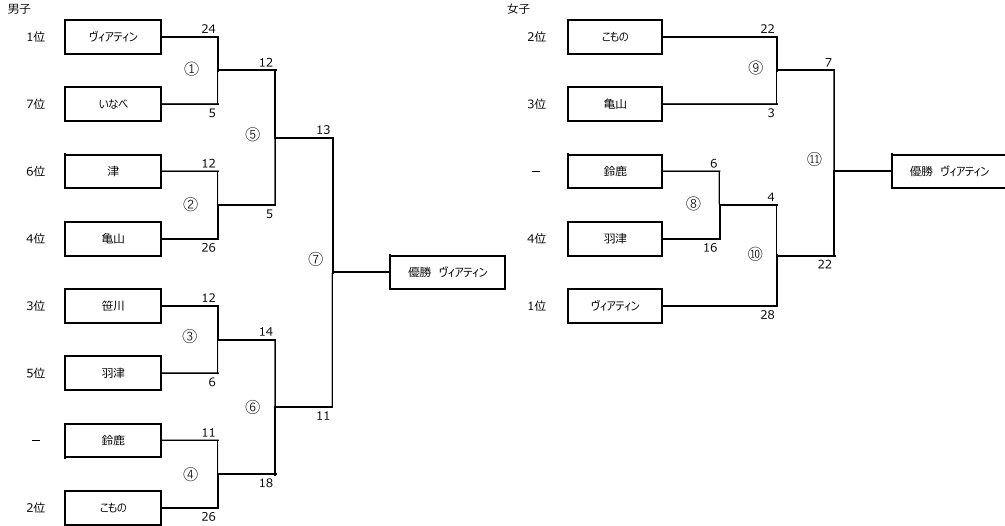 男子
1位 ヴィアティン 24
① 12
7位 いなべ 5
⑤ 13
6位 津 12
② 5
4位 亀山 26
⑦ 優勝 ヴィアティン
3位 笹川 12
③ 14
5位 羽津 6
⑥ 11
－ 鈴鹿 11
④ 18
2位 こもの 26
女子
2位 こもの 22
⑨ 7
3位 亀山 3
⑪ 優勝 ヴィアティン
－ 鈴鹿 6
⑧ 4
4位 羽津 16
⑩ 22
1位 ヴィアティン 28